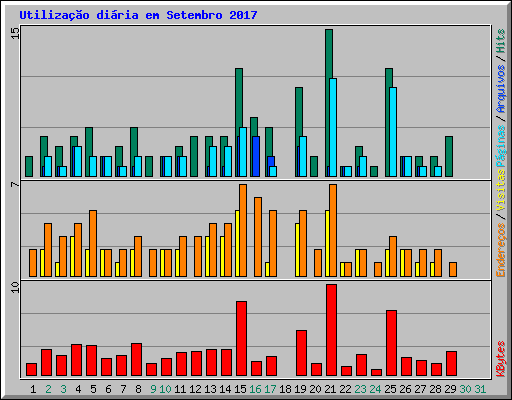 Utilização diária em Setembro 2017
15
7
10
Endereços / Visitas Páginas / Arquivos / Hits
KBytes
1 2 3 4 5 6 7 8 9 10 11 12 13 14 15 16 17 18 19 20 21 22 23 24 25 26 27 28 29 30 31